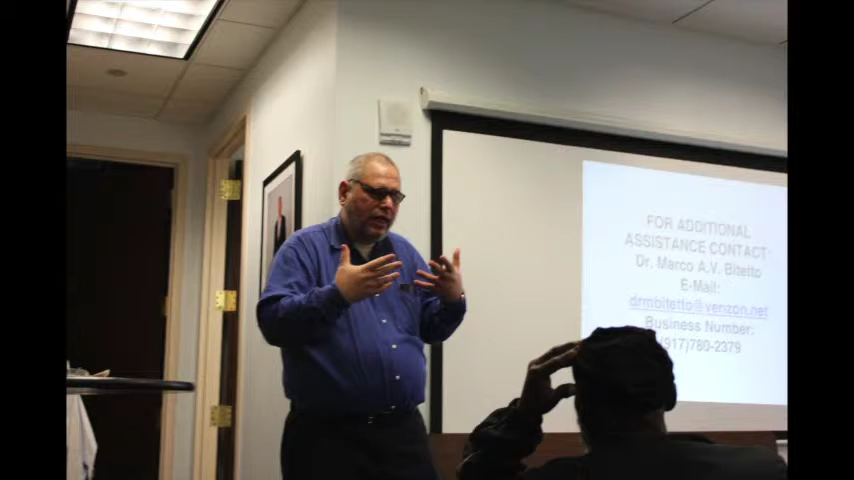 FOR ADDITIONAL
ASSISTANCE CONTACT:
Dr. Marco A.V. Bitetto
E-Mail:
drmbitetto@verizon.net
Business Number:
(917)780-2379